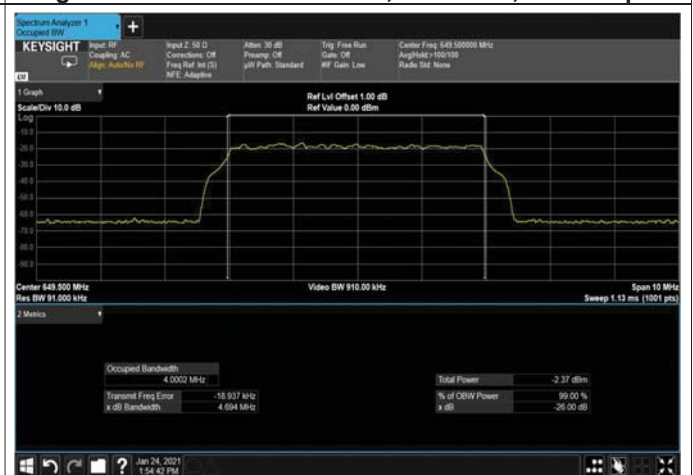 Spectrum Analyzer 1
Occupied BW
+
KEYSIGHT
Input: RF
Coupling: AC
Align: Auto/No RF
Input Z: 50 Ω
Corrections: Off
Freq Ref: Int (S)
NFE: Adaptive
Atten: 30 dB
Preamp: Off
µW Path: Standard
Trig: Free Run
Gate: Off
#IF Gain: Low
Center Freq: 649.500000 MHz
Avg|Hold:>100/100
Radio Std: None
1 Graph
Scale/Div 10.0 dB
Ref Lvl Offset 1.00 dB
Ref Value 0.00 dBm
Log
-10.0
-20.0
-30.0
-40.0
-50.0
-60.0
-70.0
-80.0
-90.0
Center 649.500 MHz
Video BW 910.00 kHz
Span 10 MHz
Res BW 91.000 kHz
Sweep 1.13 ms (1001 pts)
2 Metrics
Occupied Bandwidth
4.0002 MHz
Total Power -2.37 dBm
Transmit Freq Error -18.937 kHz
% of OBW Power 99.00 %
x dB Bandwidth 4.694 MHz
x dB -26.00 dB
? Jan 24, 2021
1:54:42 PM